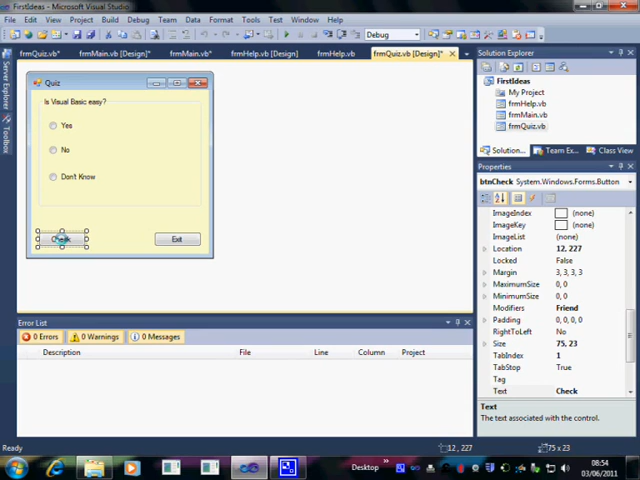 FirstIdeas - Microsoft Visual Studio
File Edit View Project Build Debug Team Data Format Tools Test Window Help
Debug
frmQuiz.vb* frmMain.vb [Design]* frmMain.vb* frmHelp.vb [Design] frmHelp.vb frmQuiz.vb [Design]*
Server Explorer
Toolbox
Quiz
Is Visual Basic easy?
Yes
No
Don't Know
Check
Exit
Solution Explorer
FirstIdeas
My Project
frmHelp.vb
frmMain.vb
frmQuiz.vb
Solution... Team Ex... Class View
Properties
btnCheck System.Windows.Forms.Button
ImageIndex (none)
ImageKey (none)
ImageList (none)
Location 12, 227
Locked False
Margin 3, 3, 3, 3
MaximumSize 0, 0
MinimumSize 0, 0
Modifiers Friend
Padding 0, 0, 0, 0
RightToLeft No
Size 75, 23
TabIndex 1
TabStop True
Tag
Text Check
Text
The text associated with the control.
Error List
0 Errors 0 Warnings 0 Messages
Description File Line Column Project
Ready 12 , 227 75 x 23
Desktop
08:54
03/06/2011